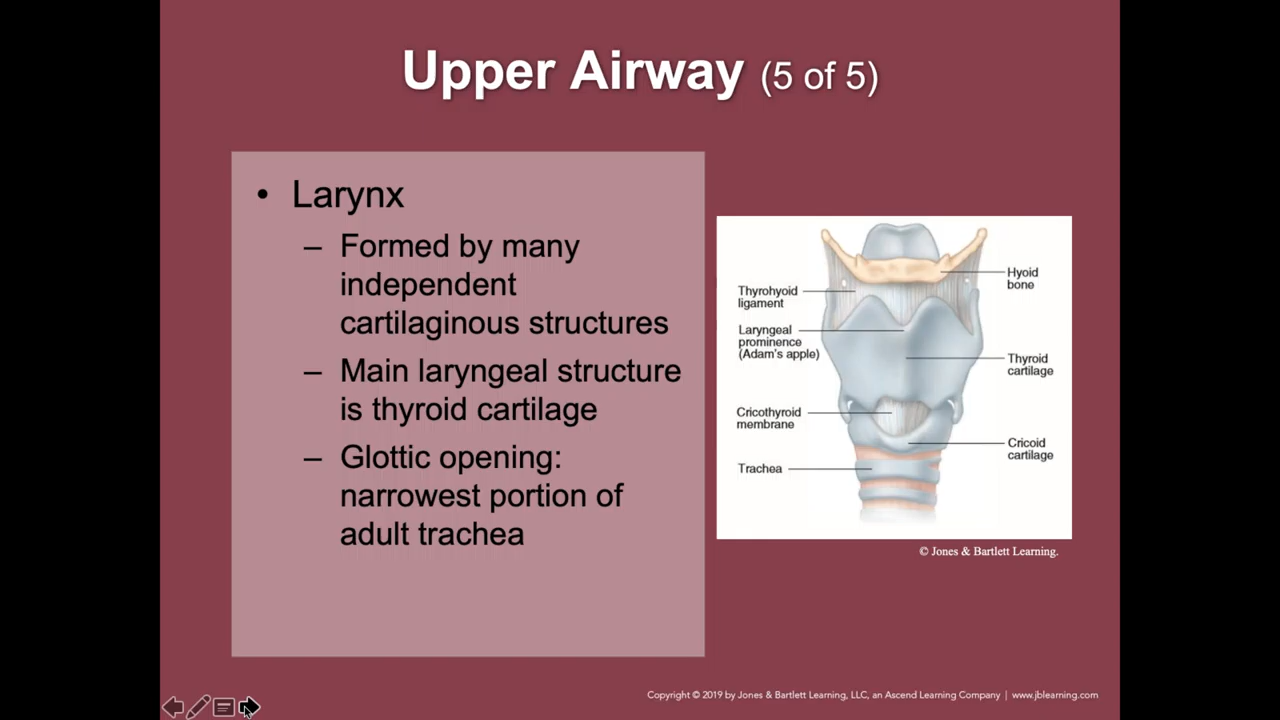 Upper Airway (5 of 5)
• Larynx
– Formed by many
independent
cartilaginous structures
– Main laryngeal structure
is thyroid cartilage
– Glottic opening:
narrowest portion of
adult trachea
Thyrohyoid
ligament
Laryngeal
prominence
(Adam's apple)
Cricothyroid
membrane
Trachea
Hyoid
bone
Thyroid
cartilage
Cricoid
cartilage
© Jones & Bartlett Learning.
Copyright © 2019 by Jones & Bartlett Learning, LLC, an Ascend Learning Company | www.jblearning.com